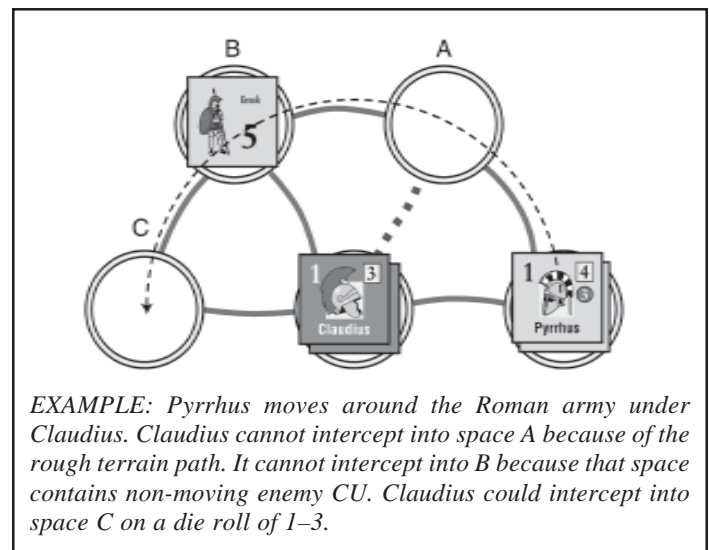 B
A
Greek
5
C
1
3
Claudius
1
4
Pyrrhus
EXAMPLE: Pyrrhus moves around the Roman army under
Claudius. Claudius cannot intercept into space A because of the
rough terrain path. It cannot intercept into B because that space
contains non-moving enemy CU. Claudius could intercept into
space C on a die roll of 1–3.